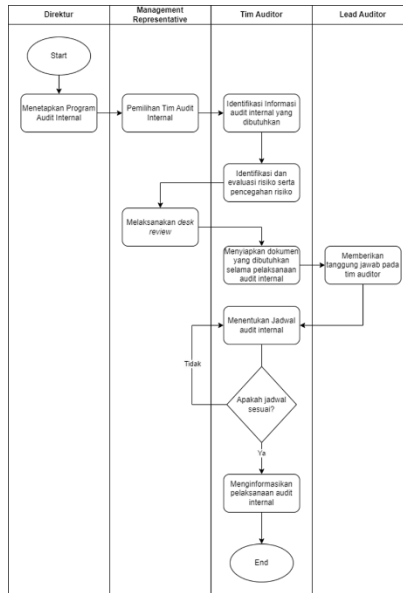 Direktur
Management
Representative
Tim Auditor
Lead Auditor
Start
Menetapkan Program
Audit Internal
Pemilihan Tim Audit
Internal
Identifikasi Informasi
audit internal yang
dibutuhkan
Identifikasi dan
evaluasi risiko serta
pencegahan risiko
Melaksanakan desk
review
Menyiapkan dokumen
yang dibutuhkan
selama pelaksanaan
audit internal
Memberikan
tanggung jawab pada
tim auditor
Menentukan Jadwal
audit internal
Tidak
Apakah jadwal
sesuai?
Ya
Menginformasikan
pelaksanaan audit
internal
End